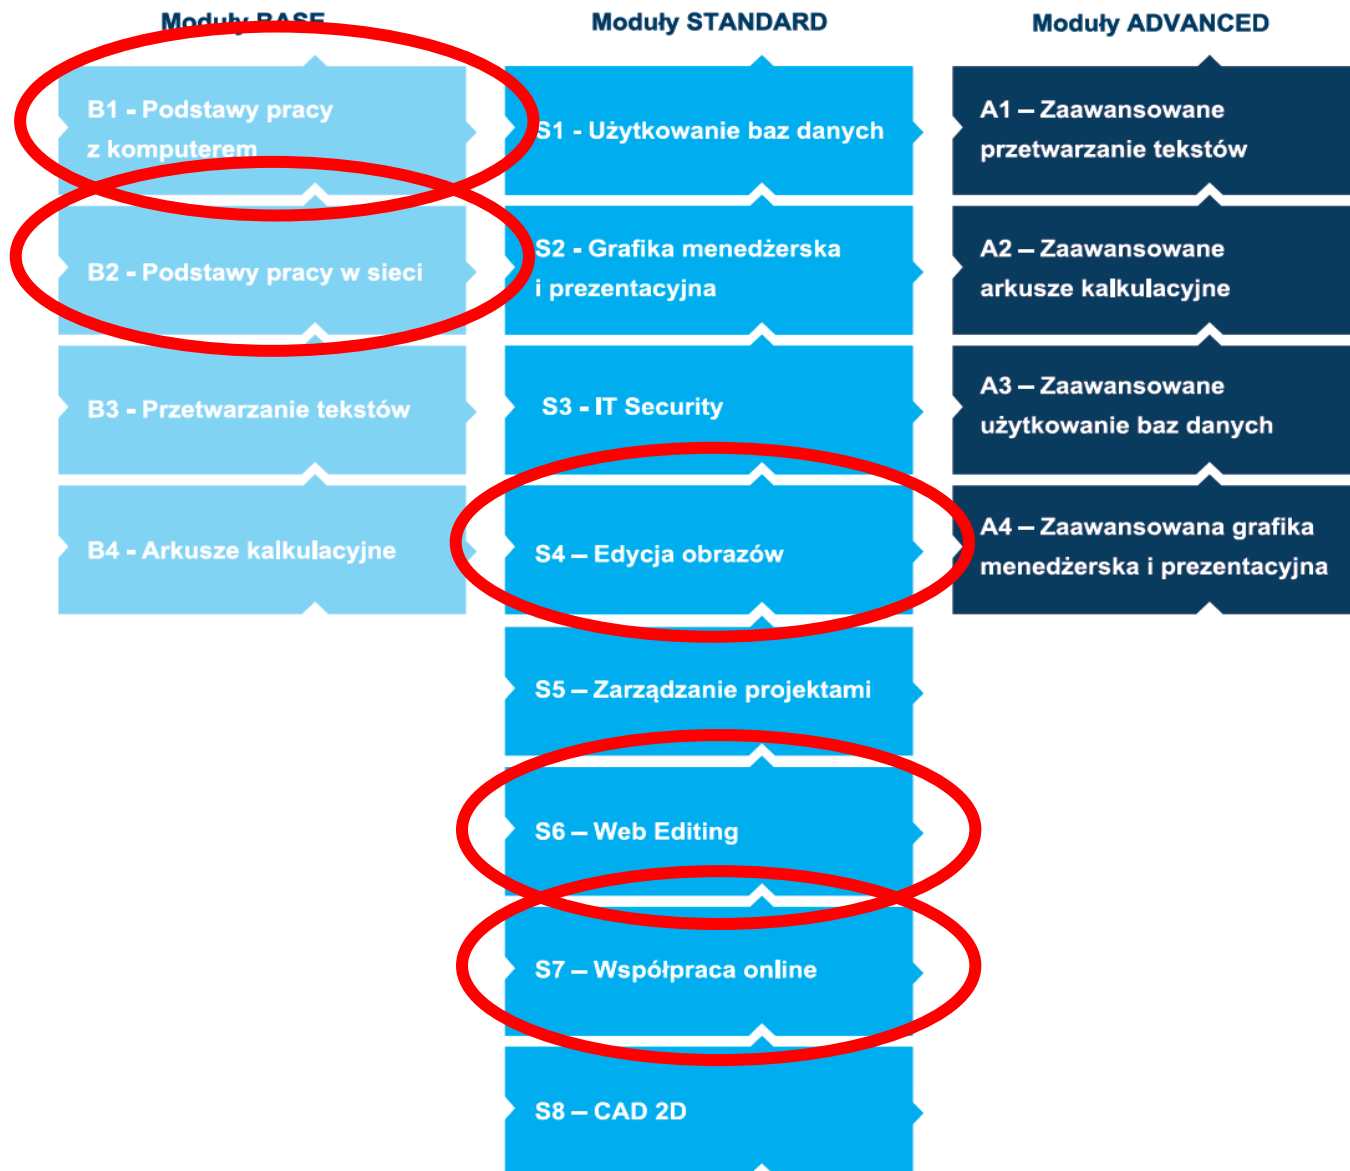 Moduły BASE
B1 - Podstawy pracy
z komputerem
B2 - Podstawy pracy w sieci
B3 - Przetwarzanie tekstów
B4 - Arkusze kalkulacyjne
Moduły STANDARD
S1 - Użytkowanie baz danych
S2 - Grafika menedżerska
i prezentacyjna
S3 - IT Security
S4 – Edycja obrazów
S5 – Zarządzanie projektami
S6 – Web Editing
S7 – Współpraca online
S8 – CAD 2D
Moduły ADVANCED
A1 – Zaawansowane
przetwarzanie tekstów
A2 – Zaawansowane
arkusze kalkulacyjne
A3 – Zaawansowane
użytkowanie baz danych
A4 – Zaawansowana grafika
menedżerska i prezentacyjna